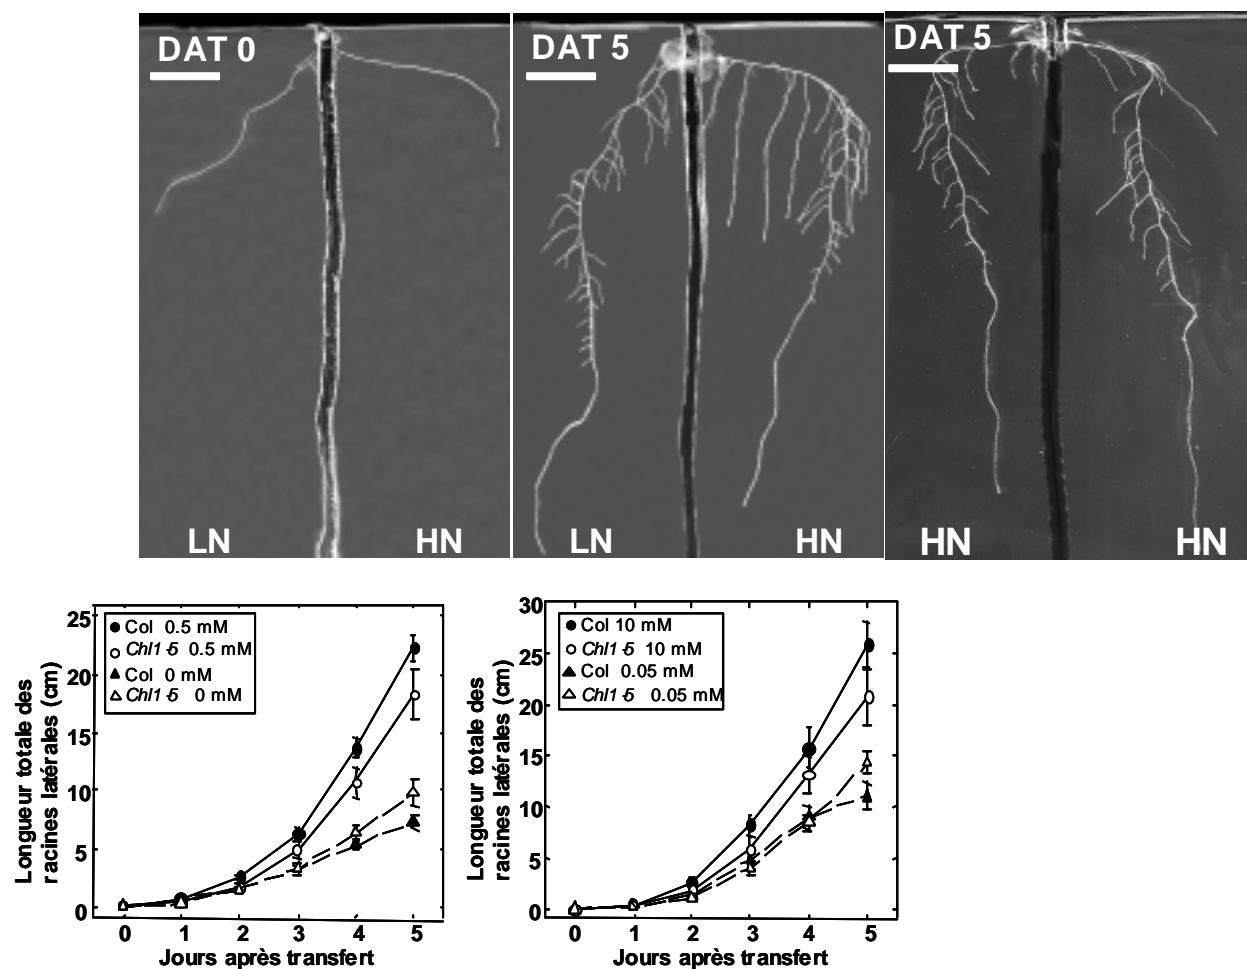 DAT 0
DAT 5
DAT 5
LN
HN
LN
HN
HN
HN
25
20
15
10
5
0
Longueur totale des
racines latérales (cm)
Col 0.5 mM
Chl1-5 0.5 mM
Col 0 mM
Chl1-5 0 mM
0 1 2 3 4 5
Jours après transfert
30
25
20
15
10
5
0
Longueur totale des
racines latérales (cm)
Col 10 mM
Chl1-5 10 mM
Col 0.05 mM
Chl1-5 0.05 mM
0 1 2 3 4 5
Jours après transfert